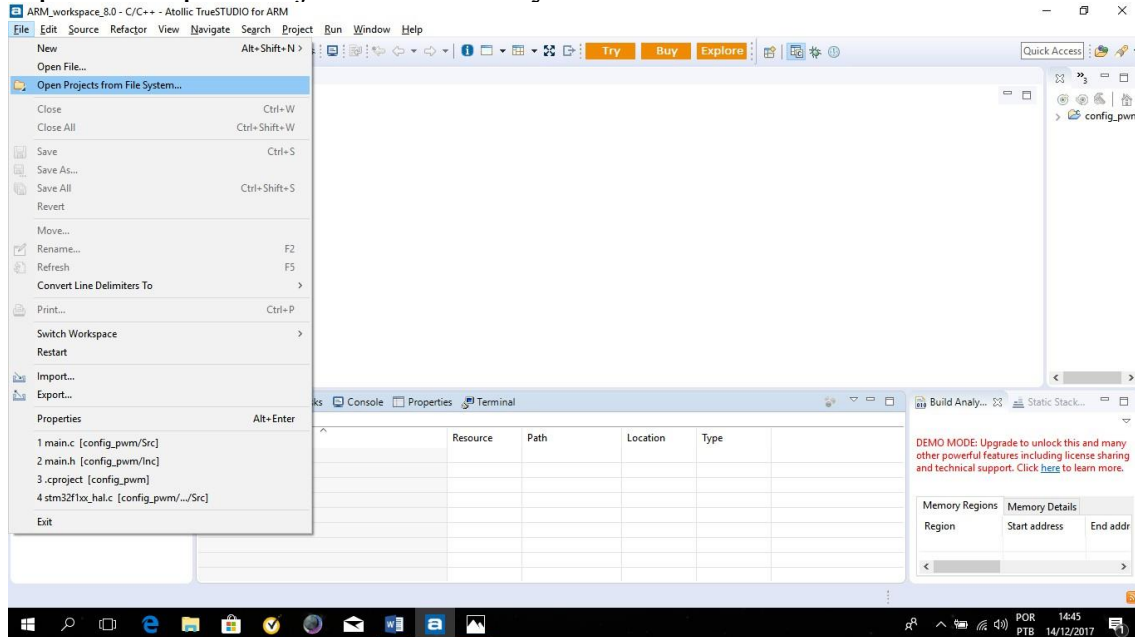 ARM_workspace_8.0 - C/C++ - Atollic TrueSTUDIO for ARM
File Edit Source Refactor View Navigate Search Project Run Window Help
Try Buy Explore Quick Access
New Alt+Shift+N >
Open File...
Open Projects from File System...
Close Ctrl+W
Close All Ctrl+Shift+W
Save Ctrl+S
Save As...
Save All Ctrl+Shift+S
Revert
Move...
Rename... F2
Refresh F5
Convert Line Delimiters To >
Print... Ctrl+P
Switch Workspace >
Restart
Import...
Export...
Properties Alt+Enter
1 main.c [config_pwm/Src]
2 main.h [config_pwm/Inc]
3 .cproject [config_pwm]
4 stm32f1xx_hal.c [config_pwm/.../Src]
Exit
3
config_pwm
ks Console Properties Terminal
Resource Path Location Type
Build Analy... Static Stack...
DEMO MODE: Upgrade to unlock this and many
other powerful features including license sharing
and technical support. Click here to learn more.
Memory Regions Memory Details
Region Start address End addr
POR 14:45
PTB 14/12/2017